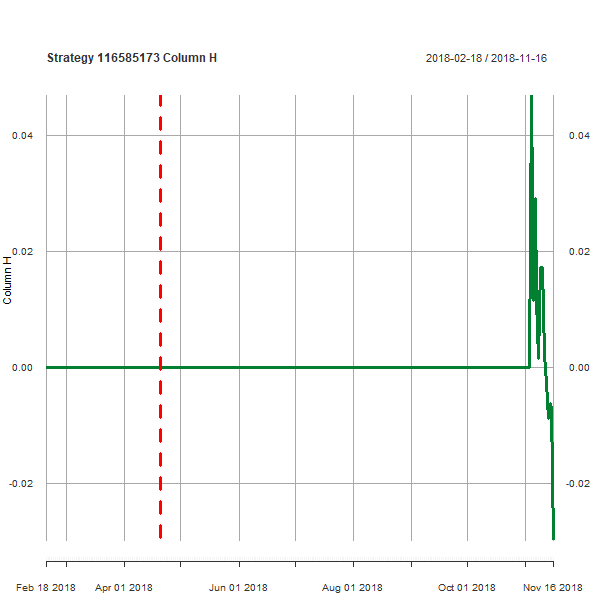 Strategy 116585173 Column H
2018-02-18 / 2018-11-16
0.04 0.04
0.02 0.02
Column H
0.00 0.00
-0.02 -0.02
Feb 18 2018 Apr 01 2018 Jun 01 2018 Aug 01 2018 Oct 01 2018 Nov 16 2018